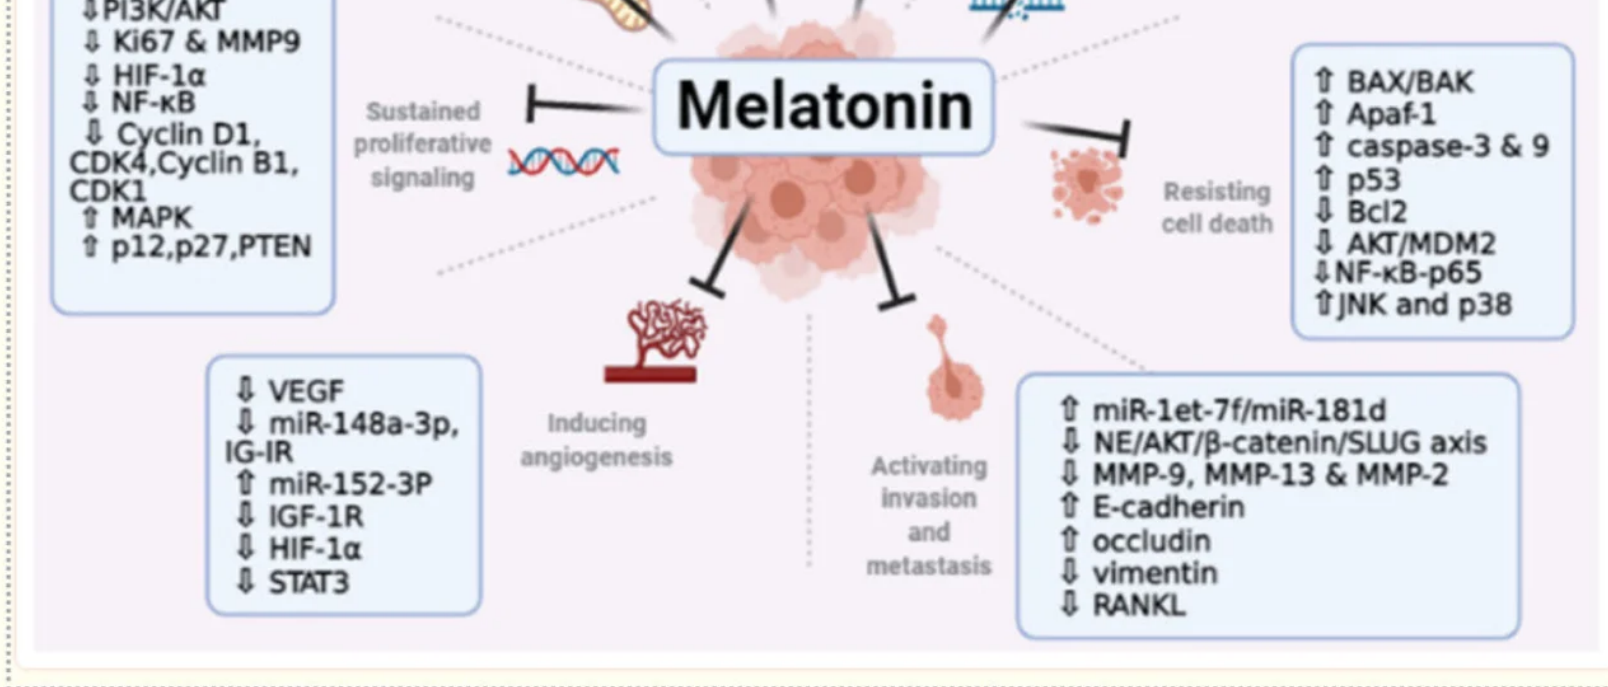 ⇩PI3K/AKT
⇩ Ki67 & MMP9
⇩ HIF-1α
⇩ NF-κB
⇩ Cyclin D1,
CDK4,Cyclin B1,
CDK1
⇧ MAPK
⇧ p12,p27,PTEN
Sustained
proliferative
signaling
Melatonin
Resisting
cell death
⇧ BAX/BAK
⇧ Apaf-1
⇧ caspase-3 & 9
⇧ p53
⇩ Bcl2
⇩ AKT/MDM2
⇩NF-κB-p65
⇧JNK and p38
⇩ VEGF
⇩ miR-148a-3p,
IG-IR
⇧ miR-152-3P
⇩ IGF-1R
⇩ HIF-1α
⇩ STAT3
Inducing
angiogenesis
Activating
invasion
and
metastasis
⇧ miR-1et-7f/miR-181d
⇩ NE/AKT/β-catenin/SLUG axis
⇩ MMP-9, MMP-13 & MMP-2
⇧ E-cadherin
⇧ occludin
⇩ vimentin
⇩ RANKL